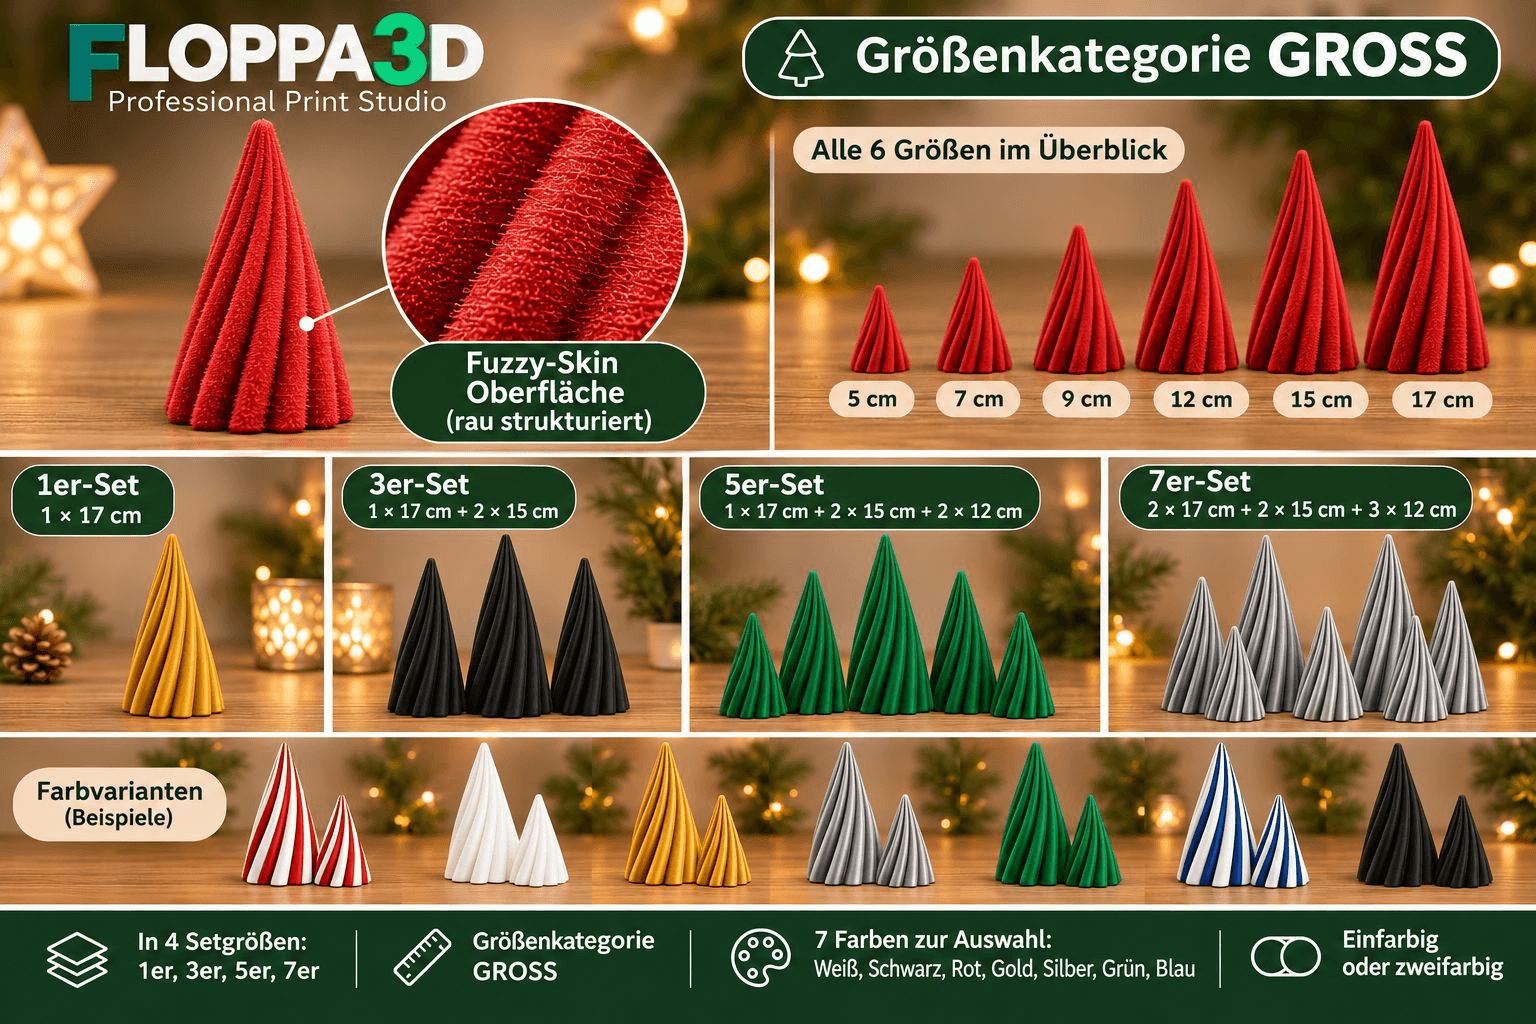 FLOPPA3D
Professional Print Studio
Größenkategorie GROSS
Alle 6 Größen im Überblick
Fuzzy-Skin
Oberfläche
(rau strukturiert)
5 cm
7 cm
9 cm
12 cm
15 cm
17 cm
1er-Set
1 × 17 cm
3er-Set
1 × 17 cm + 2 × 15 cm
5er-Set
1 × 17 cm + 2 × 15 cm + 2 × 12 cm
7er-Set
2 × 17 cm + 2 × 15 cm + 3 × 12 cm
Farbvarianten
(Beispiele)
In 4 Setgrößen:
1er, 3er, 5er, 7er
Größenkategorie
GROSS
7 Farben zur Auswahl:
Weiß, Schwarz, Rot, Gold, Silber, Grün, Blau
Einfarbig
oder zweifarbig